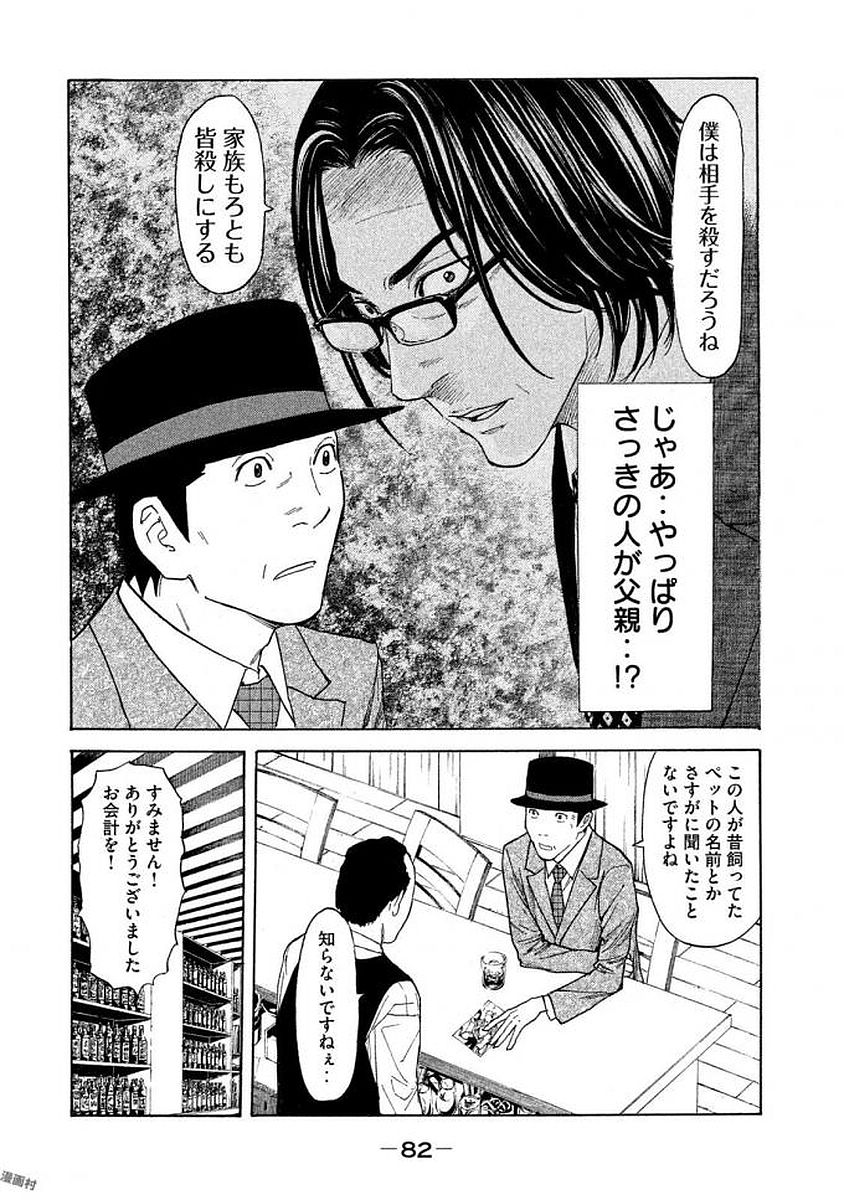 僕は相手を殺すだろうね
家族もろとも
皆殺しにする
じゃあ‥やっぱり
さっきの人が父親‥!?
この人が昔飼ってた
ペットの名前とか
さすがに聞いたこと
ないですよね
知らないですねぇ‥
すみません!
ありがとうございました
お会計を!
—82—
漫画村